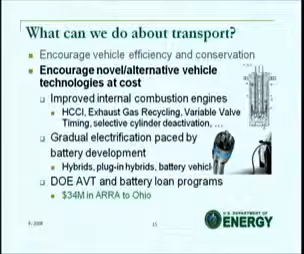 What can we do about transport?
Encourage vehicle efficiency and conservation
Encourage novel/alternative vehicle
technologies at cost
Improved internal combustion engines
HCCI, Exhaust Gas Recycling, Variable Valve
Timing, selective cylinder deactivation, …
Gradual electrification paced by
battery development
Hybrids, plug-in hybrids, battery vehicl
DOE AVT and battery loan programs
$34M in ARRA to Ohio
15
U.S. DEPARTMENT OF
ENERGY